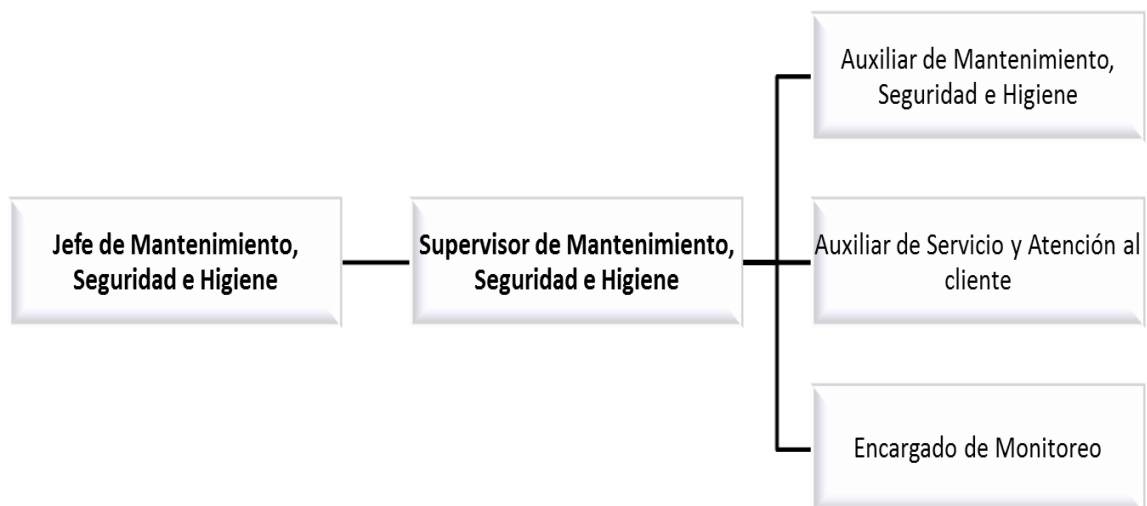 Jefe de Mantenimiento,
Seguridad e Higiene
Supervisor de Mantenimiento,
Seguridad e Higiene
Auxiliar de Mantenimiento,
Seguridad e Higiene
Auxiliar de Servicio y Atención al
cliente
Encargado de Monitoreo